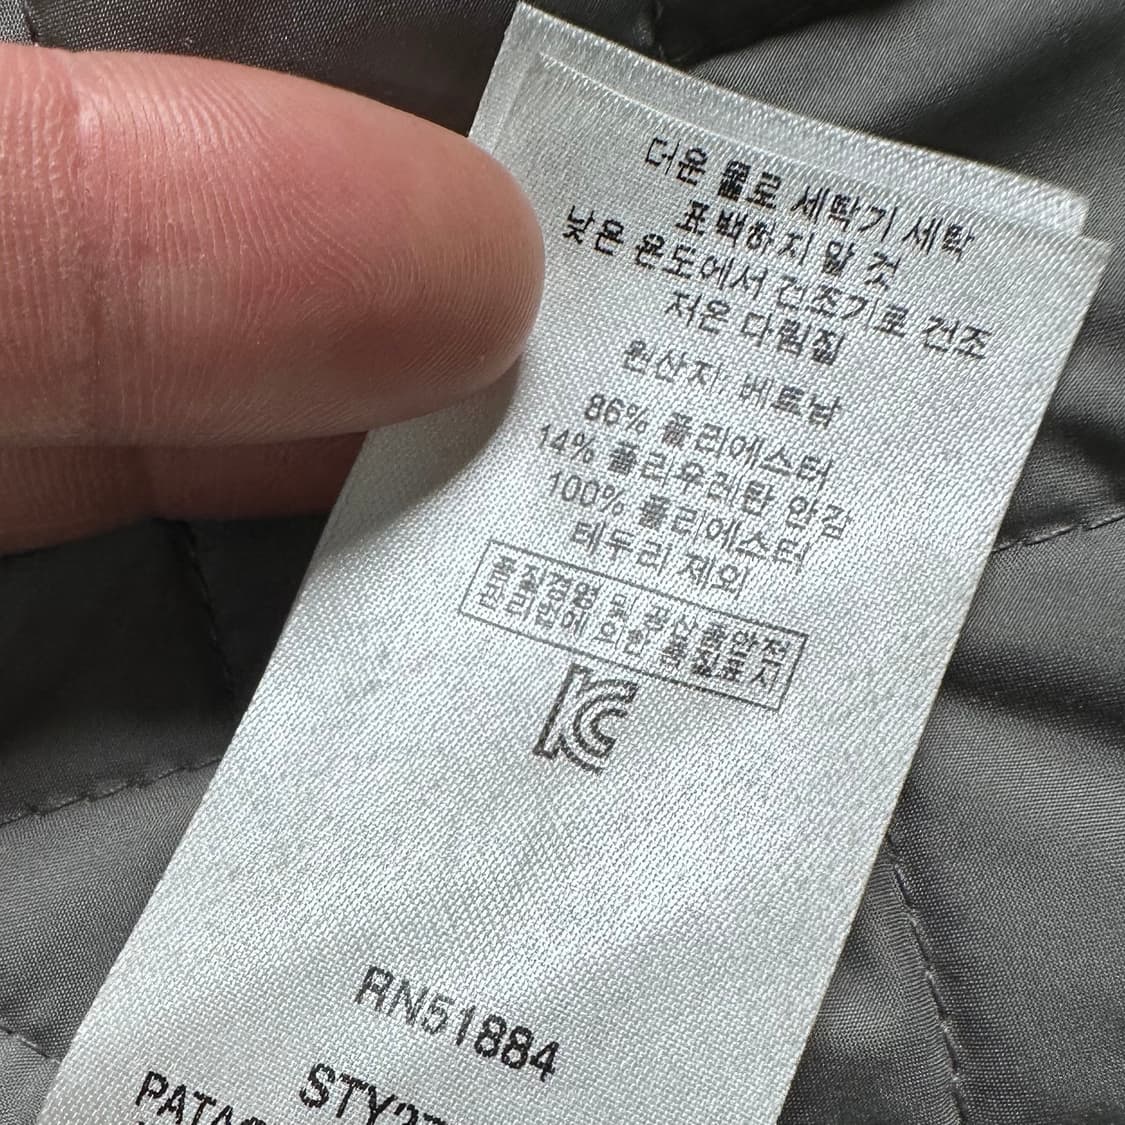 더운 물로 세탁기 세탁
표백하지 말 것
낮은 온도에서 건조기로 건조
저온 다림질
원산지/ 베트남
86% 폴리에스터
14% 폴리우레탄 안감
100% 폴리에스터
테두리 제외
품질경영 및 공산품안전
관리법에 의한 품질표시
KC
RN51884